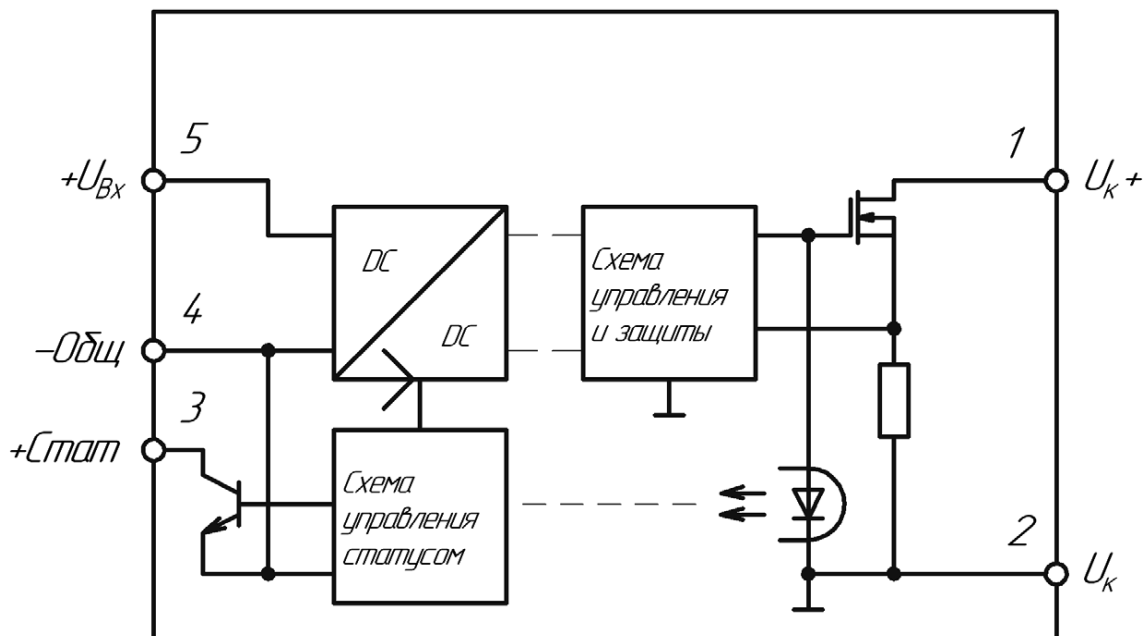 5
+Uвх
4
-Общ
3
+Стат
DC
DC
Схема
управления
и защиты
Схема
управления
статусом
1
Uк+
2
Uк